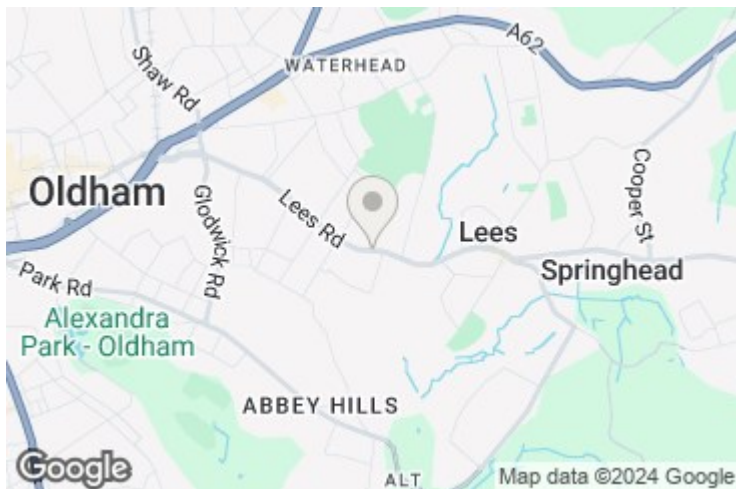 A62
WATERHEAD
Shaw Rd
Oldham
Glodwick Rd
Lees Rd
Lees
Cooper St
Springhead
Park Rd
Alexandra
Park - Oldham
ABBEY HILLS
ALT
Google
Map data ©2024 Google